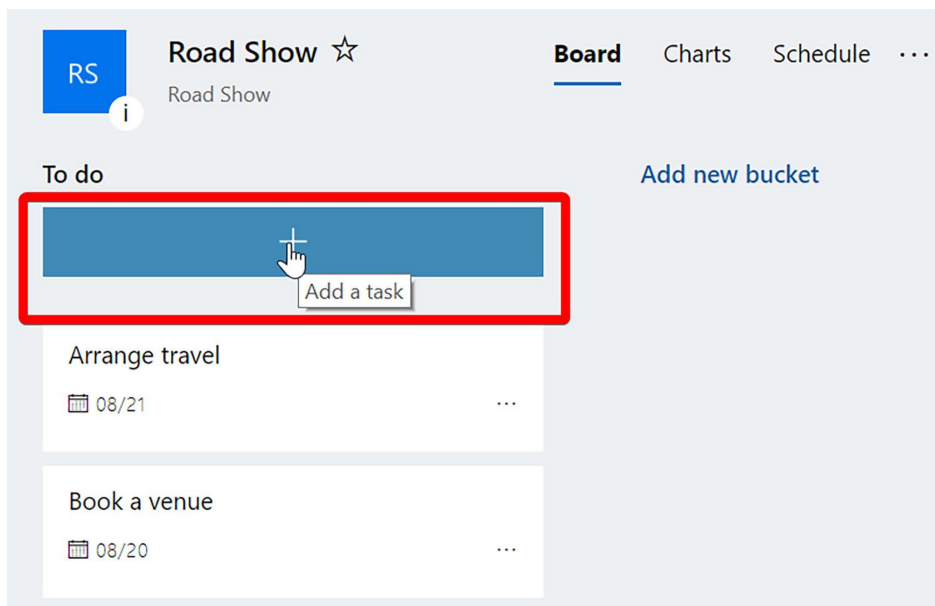 RS
i
Road Show
Road Show
Board Charts Schedule ...
To do
Add new bucket
Add a task
Arrange travel
08/21
...
Book a venue
08/20
...